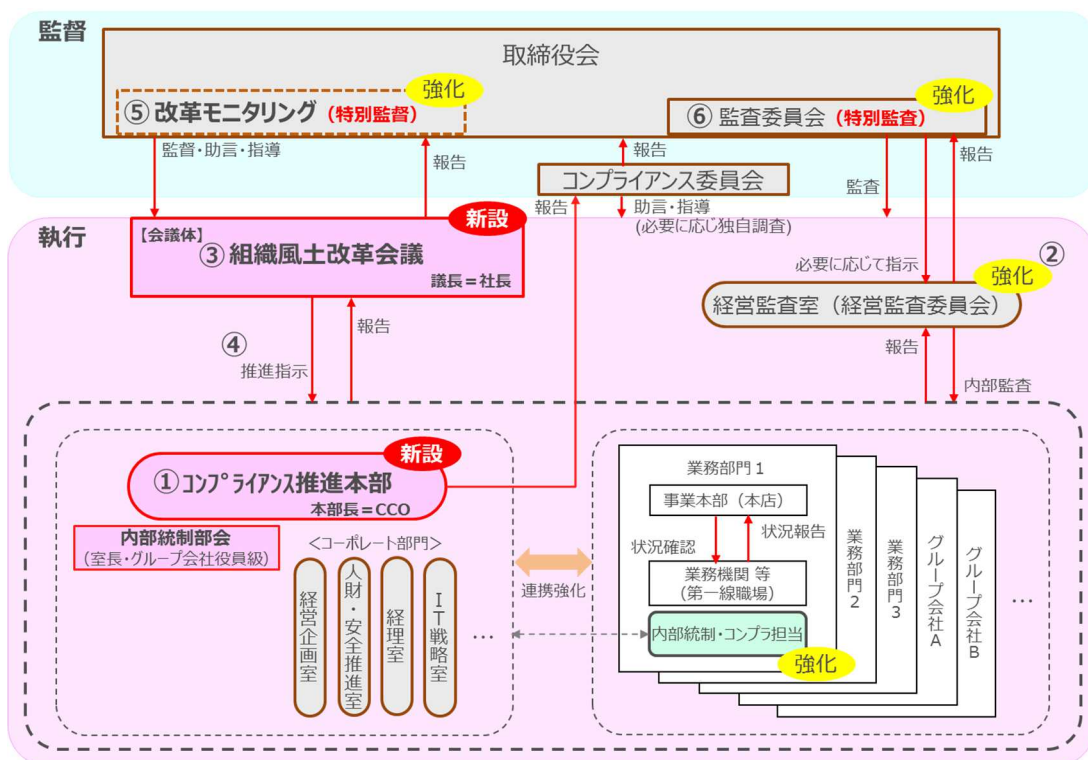 監督
取締役会
強化
⑤ 改革モニタリング（特別監督）
強化
⑥ 監査委員会（特別監査）
監督・助言・指導
報告
報告
コンプライアンス委員会
監査
報告
報告
助言・指導
(必要に応じ独自調査)
執行
新設
【会議体】
③ 組織風土改革会議
議長＝社長
必要に応じて指示
②
強化
経営監査室（経営監査委員会）
④
推進指示
報告
報告
内部監査
新設
①コンプライアンス推進本部
本部長＝CCO
内部統制部会
(室長・グループ会社役員級)
＜コーポレート部門＞
経営企画室
人財・安全推進室
経理室
ＩＴ戦略室
…
連携強化
業務部門１
事業本部（本店）
状況確認
状況報告
業務機関 等
(第一線職場)
内部統制・コンプラ担当
強化
業務部門２
業務部門３
グループ会社A
グループ会社B
…